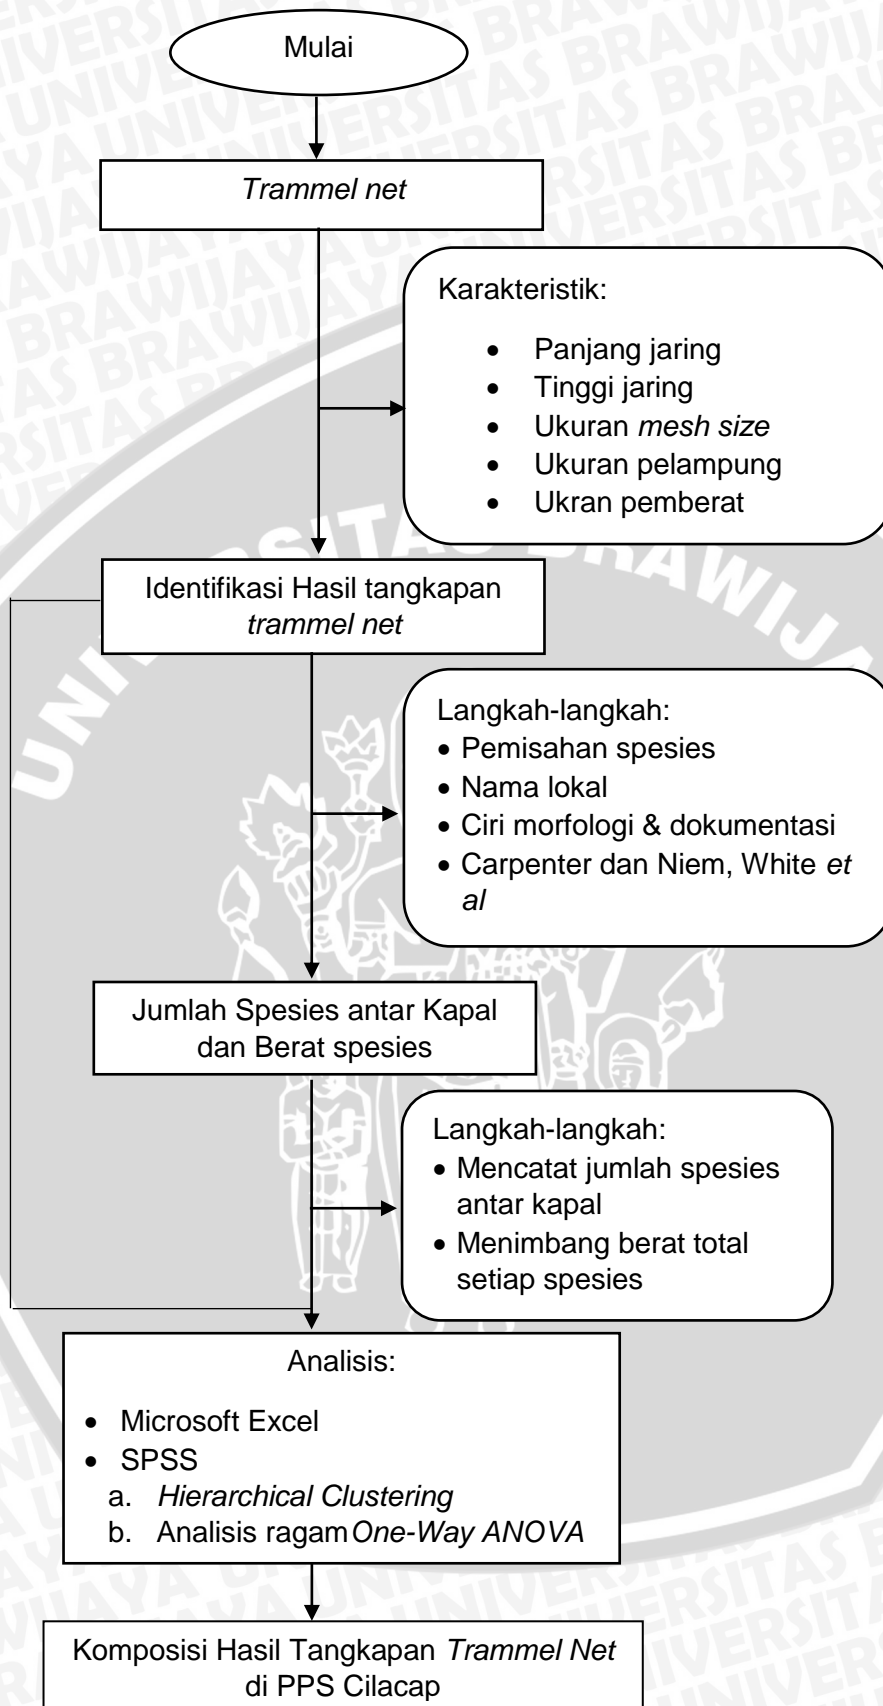 Mulai
Trammel net
Karakteristik:
• Panjang jaring
• Tinggi jaring
• Ukuran mesh size
• Ukuran pelampung
• Ukran pemberat
Identifikasi Hasil tangkapan
trammel net
Langkah-langkah:
• Pemisahan spesies
• Nama lokal
• Ciri morfologi & dokumentasi
• Carpenter dan Niem, White et
al
Jumlah Spesies antar Kapal
dan Berat spesies
Langkah-langkah:
• Mencatat jumlah spesies
antar kapal
• Menimbang berat total
setiap spesies
Analisis:
• Microsoft Excel
• SPSS
a. Hierarchical Clustering
b. Analisis ragam One-Way ANOVA
Komposisi Hasil Tangkapan Trammel Net
di PPS Cilacap